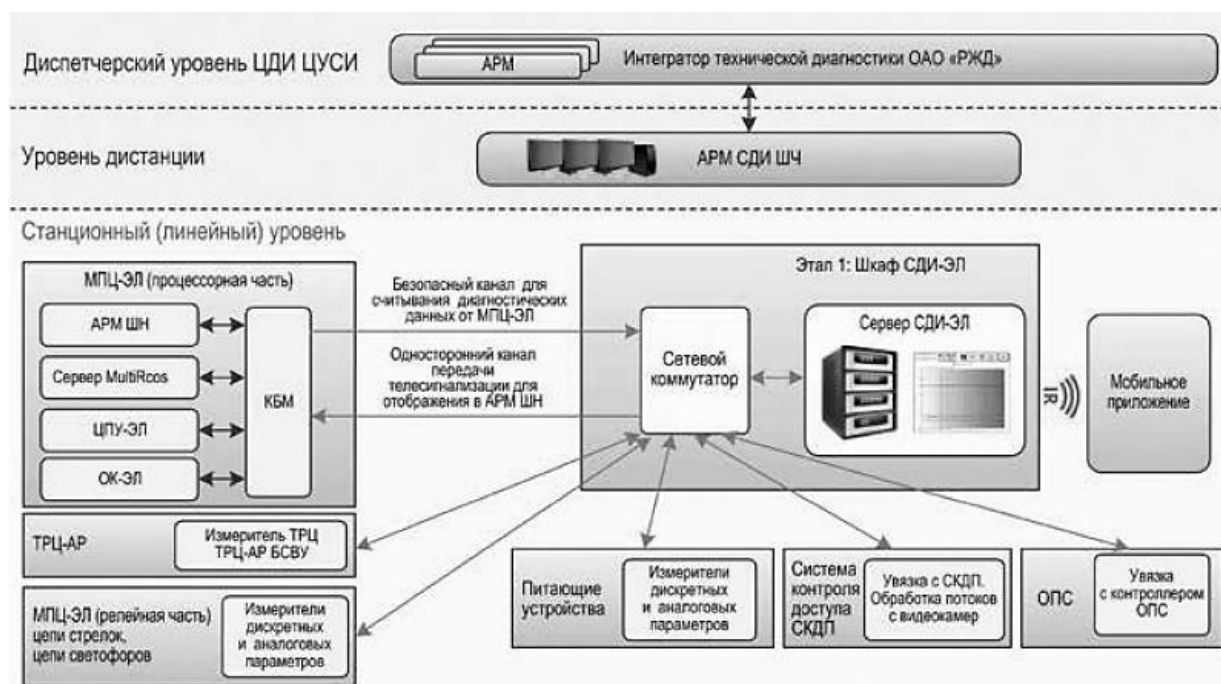 Диспетчерский уровень ЦДИ ЦУСИ
АРМ
Интегратор технической диагностики ОАО «РЖД»
Уровень дистанции
АРМ СДИ ШЧ
Станционный (линейный) уровень
МПЦ-ЭЛ (процессорная часть)
АРМ ШН
Сервер MultiRcos
ЦПУ-ЭЛ
ОК-ЭЛ
КБМ
Безопасный канал для
считывания диагностических
данных от МПЦ-ЭЛ
Односторонний канал
передачи
телесигнализации для
отображения в АРМ ШН
Этап 1: Шкаф СДИ-ЭЛ
Сетевой
коммутатор
Сервер СДИ-ЭЛ
IR
Мобильное
приложение
ТРЦ-АР
Измеритель ТРЦ
ТРЦ-АР БСВУ
МПЦ-ЭЛ (релейная часть)
цепи стрелок,
цепи светофоров
Измерители
дискретных
и аналоговых
параметров
Питающие
устройства
Измерители
дискретных
и аналоговых
параметров
Система
контроля
доступа
СКДП
Увязка с СКДП.
Обработка потоков
с видеокамер
ОПС
Увязка
с контроллером
ОПС